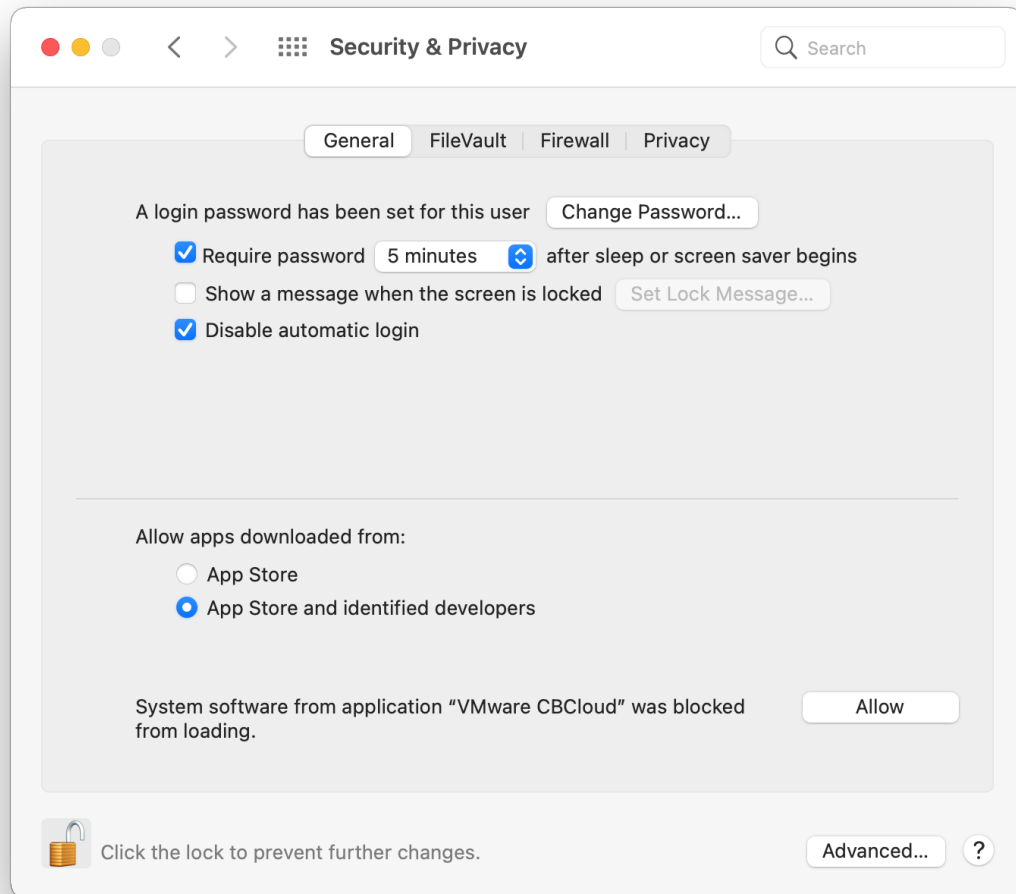 Security & Privacy
Search
General
FileVault
Firewall
Privacy
A login password has been set for this user
Change Password...
Require password
5 minutes
after sleep or screen saver begins
Show a message when the screen is locked
Set Lock Message...
Disable automatic login
Allow apps downloaded from:
App Store
App Store and identified developers
System software from application “VMware CBCloud” was blocked
from loading.
Allow
Click the lock to prevent further changes.
Advanced...
?